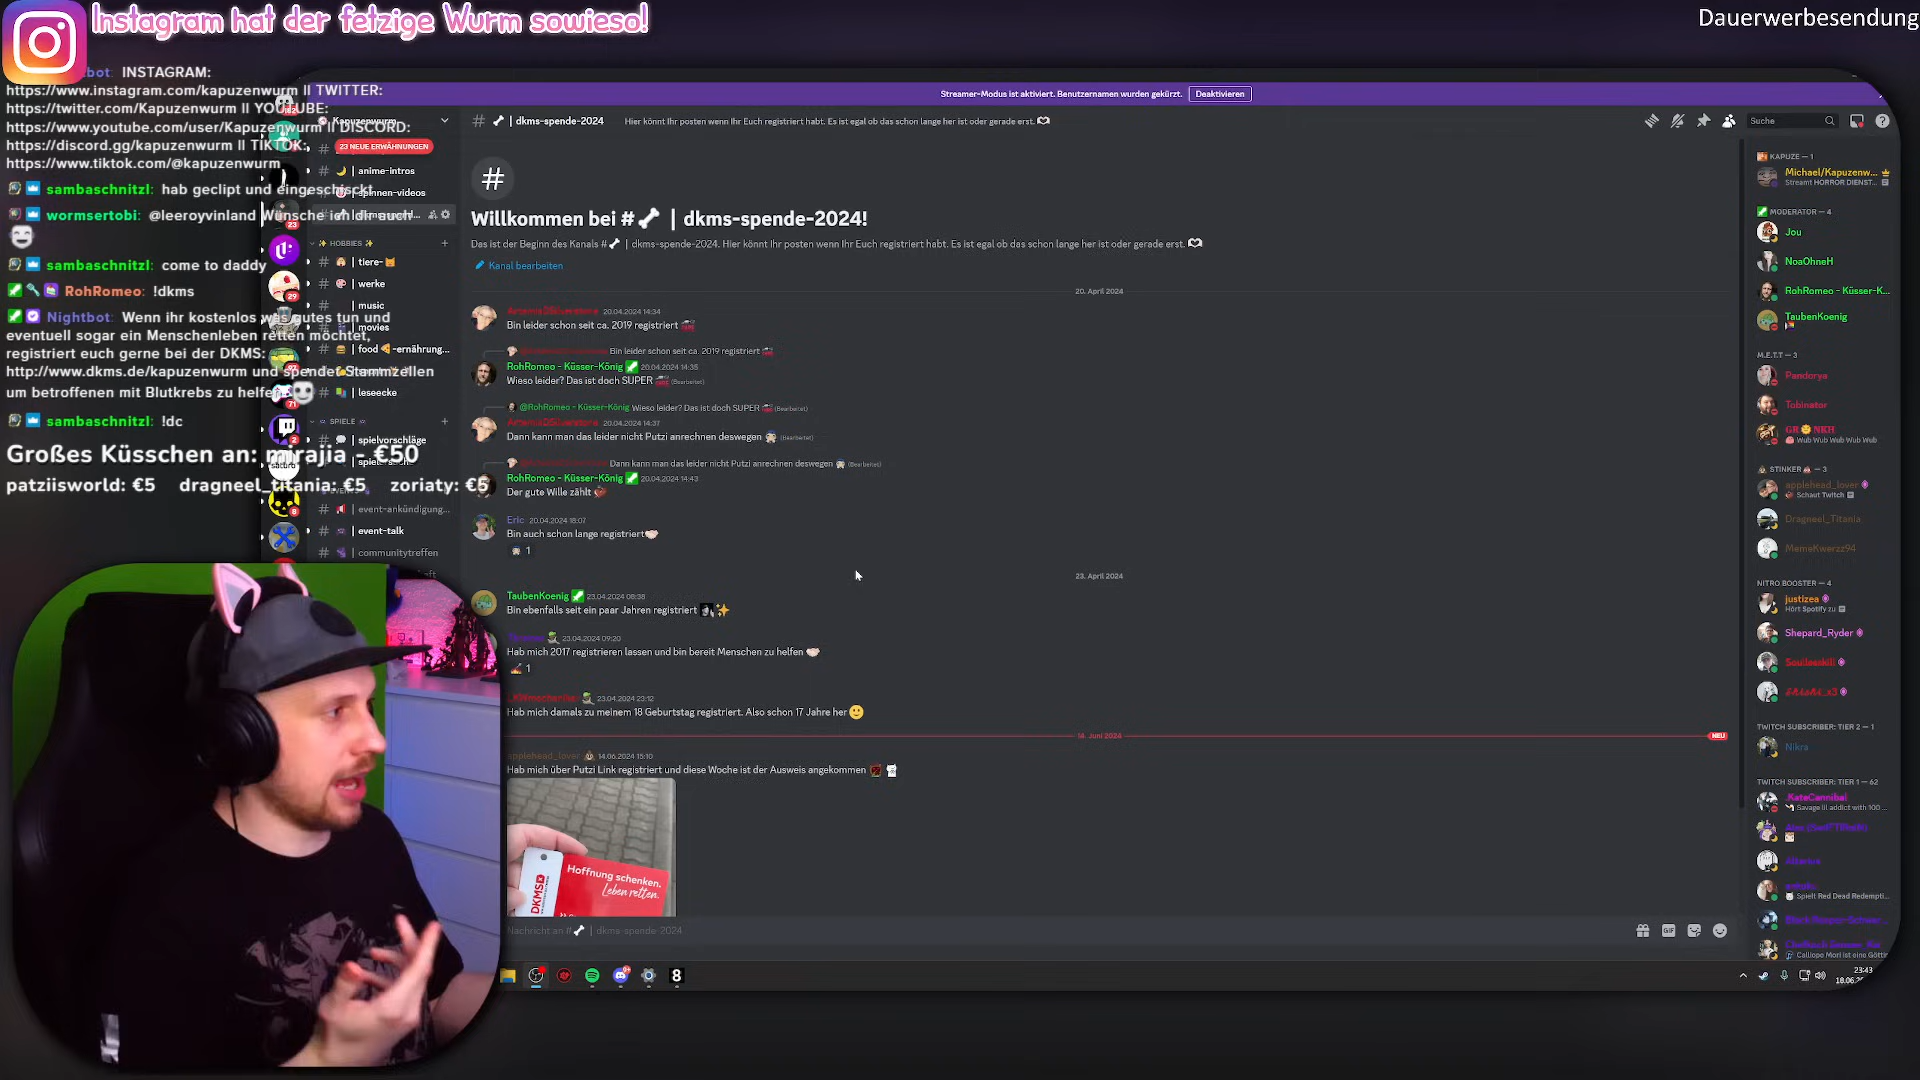 Instagram hat der fetzige Wurm sowieso!
Dauerwerbesendung
bot: INSTAGRAM:
https://www.instagram.com/kapuzenwurm II TWITTER:
https://twitter.com/Kapuzenwurm II YOUTUBE:
https://www.youtube.com/user/Kapuzenwurm II DISCORD:
https://discord.gg/kapuzenwurm II TIKTOK:
https://www.tiktok.com/@kapuzenwurm
sambaschnitzl: hab geclipt und eingeschickt
wormsertobi: @leeroyvinland Wünsche ich dir auch
sambaschnitzl: come to daddy
RohRomeo: !dkms
Nightbot: Wenn ihr kostenlos was gutes tun und
eventuell sogar ein Menschenleben retten möchtet,
registriert euch gerne bei der DKMS:
http://www.dkms.de/kapuzenwurm und spendet Stammzellen
um betroffenen mit Blutkrebs zu helfen
sambaschnitzl: !dc
Großes Küsschen an: mirajia - €50
patziisworld: €5 dragneel_titania: €5 zoriaty: €5
Streamer-Modus ist aktiviert. Benutzernamen wurden gekürzt. Deaktivieren
Kapuzenwurm
23 NEUE ERWÄHNUNGEN
anime-intros
HOBBIES
tiere-
werke
music
movies
food -ernährung...
leseecke
SPIELE
spielvorschläge
event-ankündigung...
event-talk
communitytreffen
# | dkms-spende-2024 Hier könnt Ihr posten wenn Ihr Euch registriert habt. Es ist egal ob das schon lange her ist oder gerade erst.
Suche
#
Willkommen bei # | dkms-spende-2024!
Das ist der Beginn des Kanals # | dkms-spende-2024. Hier könnt Ihr posten wenn Ihr Euch registriert habt. Es ist egal ob das schon lange her ist oder gerade erst.
Kanal bearbeiten
20. April 2024
20.04.2024 14:34
Bin leider schon seit ca. 2019 registriert
Bin leider schon seit ca. 2019 registriert
RohRomeo - Küsser-König 20.04.2024 14:35
Wieso leider? Das ist doch SUPER (Bearbeitet)
@RohRomeo - Küsser-König Wieso leider? Das ist doch SUPER (Bearbeitet)
20.04.2024 14:37
Dann kann man das leider nicht Putzi anrechnen deswegen (Bearbeitet)
Dann kann man das leider nicht Putzi anrechnen deswegen (Bearbeitet)
RohRomeo - Küsser-König 20.04.2024 14:43
Der gute Wille zählt
Eric 20.04.2024 18:07
Bin auch schon lange registriert
1
23. April 2024
TaubenKoenig 23.04.2024 08:38
Bin ebenfalls seit ein paar Jahren registriert
23.04.2024 09:20
Hab mich 2017 registrieren lassen und bin bereit Menschen zu helfen
1
23.04.2024 23:12
Hab mich damals zu meinem 18 Geburtstag registriert. Also schon 17 Jahre her
14. Juni 2024 NEU
applehead_lover 14.06.2024 15:10
Hab mich über Putzi Link registriert und diese Woche ist der Ausweis angekommen
DKMS
Hoffnung schenken.
Leben retten.
Nachricht an # | dkms-spende-2024
GIF
KAPUZE — 1
Michael/Kapuzenw...
Streamt HORROR DIENST...
MODERATOR — 4
Jou
NoaOhneH
RohRomeo - Küsser-K...
TaubenKoenig
M.E.T.T — 3
Pandorya
Tobinator
Wub Wub Wub Wub Wub
STINKER — 3
applehead_lover
Schaut Twitch
Dragneel_Titania
MemeKwerzz94
NITRO BOOSTER — 4
justizea
Hört Spotify zu
Shepard_Ryder
TWITCH SUBSCRIBER: TIER 2 — 1
Nikra
TWITCH SUBSCRIBER: TIER 1 — 62
.KateCannibal
Savage lil addict with 100 ...
Spielt Red Dead Redempti...
Calliope Mori ist eine Götti...
23:43
18.06.2